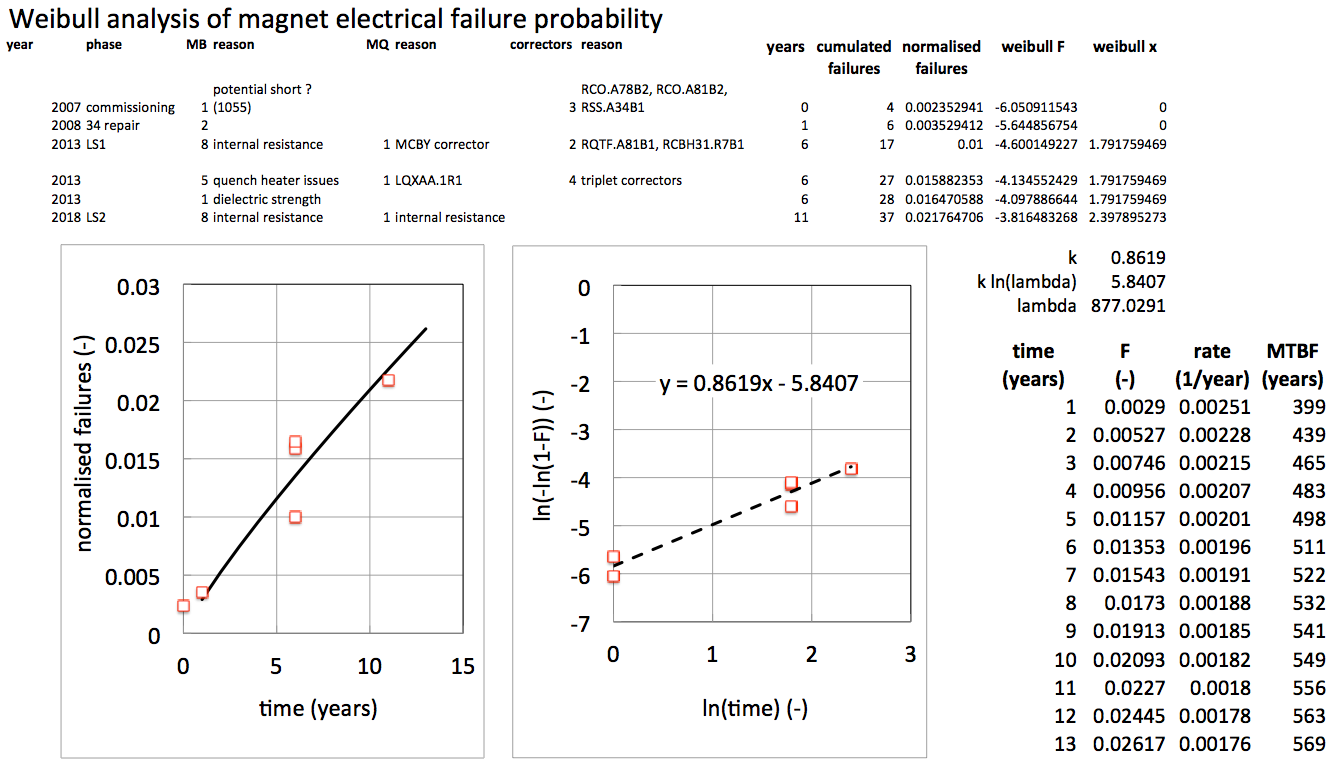 Weibull analysis of magnet electrical failure probability
year phase MB reason MQ reason correctors reason years cumulated failures normalised failures weibull F weibull x
potential short ? RCO.A78B2, RCO.A81B2,
2007 commissioning 1 (1055) 3 RSS.A34B1 0 4 0.002352941 -6.050911543 0
2008 34 repair 2 1 6 0.003529412 -5.644856754 0
2013 LS1 8 internal resistance 1 MCBY corrector 2 RQTF.A81B1, RCBH31.R7B1 6 17 0.01 -4.600149227 1.791759469
2013 5 quench heater issues 1 LQXAA.1R1 4 triplet correctors 6 27 0.015882353 -4.134552429 1.791759469
2013 1 dielectric strength 6 28 0.016470588 -4.097886644 1.791759469
2018 LS2 8 internal resistance 1 internal resistance 11 37 0.021764706 -3.816483268 2.397895273
normalised failures (-)
0.03
0.025
0.02
0.015
0.01
0.005
0
0 5 10 15
time (years)
ln(-ln(1-F)) (-)
0
-1
-2
-3
-4
-5
-6
-7
y = 0.8619x - 5.8407
0 1 2 3
ln(time) (-)
k 0.8619
k ln(lambda) 5.8407
lambda 877.0291
time F rate MTBF
(years) (-) (1/year) (years)
1 0.0029 0.00251 399
2 0.00527 0.00228 439
3 0.00746 0.00215 465
4 0.00956 0.00207 483
5 0.01157 0.00201 498
6 0.01353 0.00196 511
7 0.01543 0.00191 522
8 0.0173 0.00188 532
9 0.01913 0.00185 541
10 0.02093 0.00182 549
11 0.0227 0.0018 556
12 0.02445 0.00178 563
13 0.02617 0.00176 569